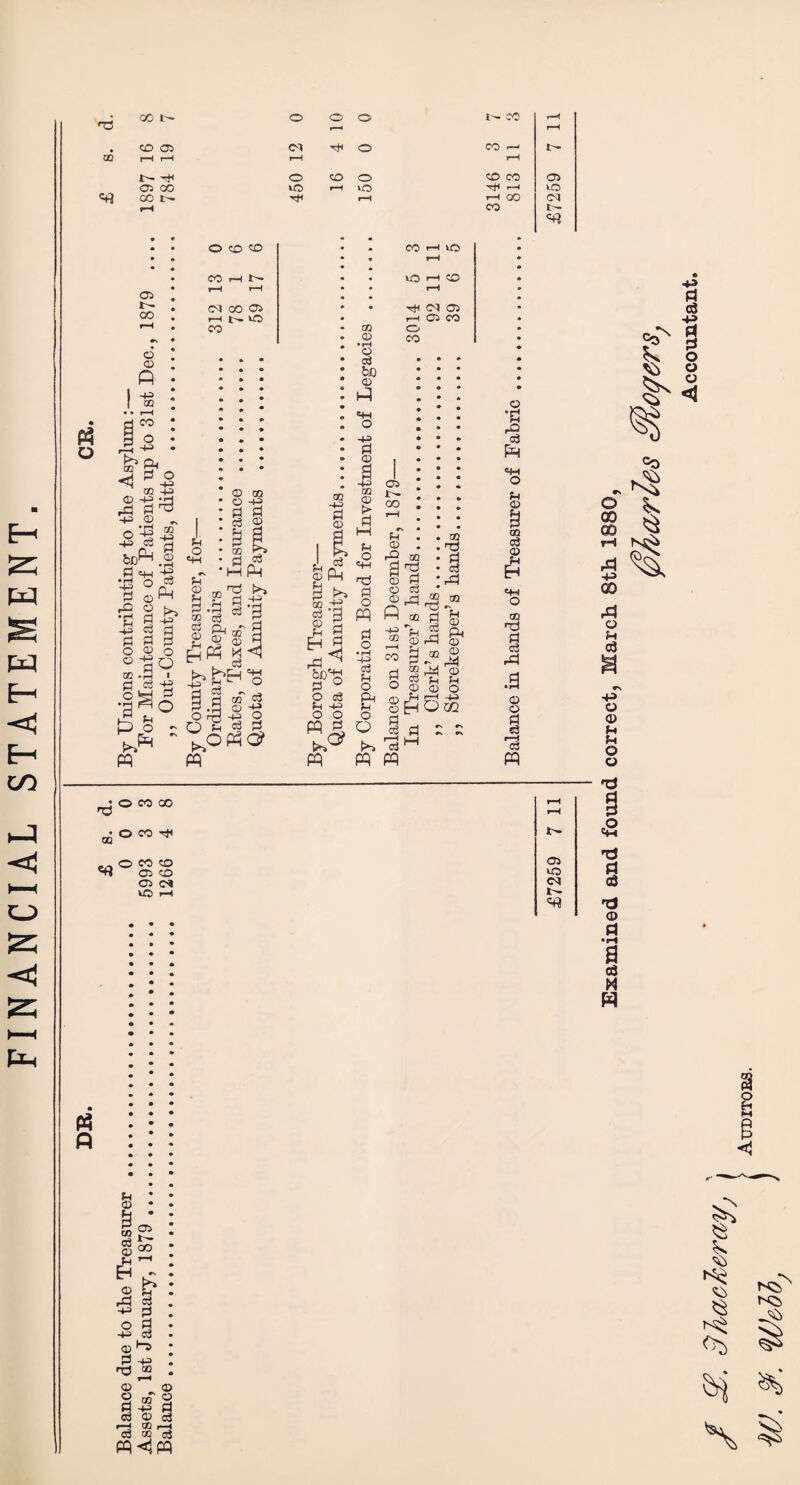 FINANCIAL STATEMENT.
DR.
£ s. d.
Balance due to the Treasurer ........ 0 0 0
Assets, 1st January, 1879 ........ 5993 3 3
Balance ........ 1266 4 8
£7259 7 11
CR.
£ s. d.
By Unions contributing to the Asylum:—
For Maintenance of Patients up to 31st Dec., 1879 .... 1897 16 8
,, Out-County Patients, ditto .... 784 19 7
By County Treasurer, for—
Ordinary Repairs ........ 312 13 0
Rates, Taxes, and Insurance ........ 78 1 6
Quota of Annuity Payments ........ 59 17 6
450 12 0
By Borough Treasurer—
Quota of Annuity Payments........ 16 4 10
By Corporation Bond for Investment of Legacies ........ 150 0 0
Balance on 31st December, 1879—
In Treasurer's hands........ 3014 5 3
,, Clerk's hands........ 92 11 11
,, Storekeeper's hands........ 39 6 5
3146 3 7
Balance in hands of Treasurer of Fabric ........ 813 11 3
£7259 7 11
Examined and found correct, March 8th 1880,
Charles Rogers,
Accountant.
J. L. Thackeray, } AUDITORS.
W. F. Webb,